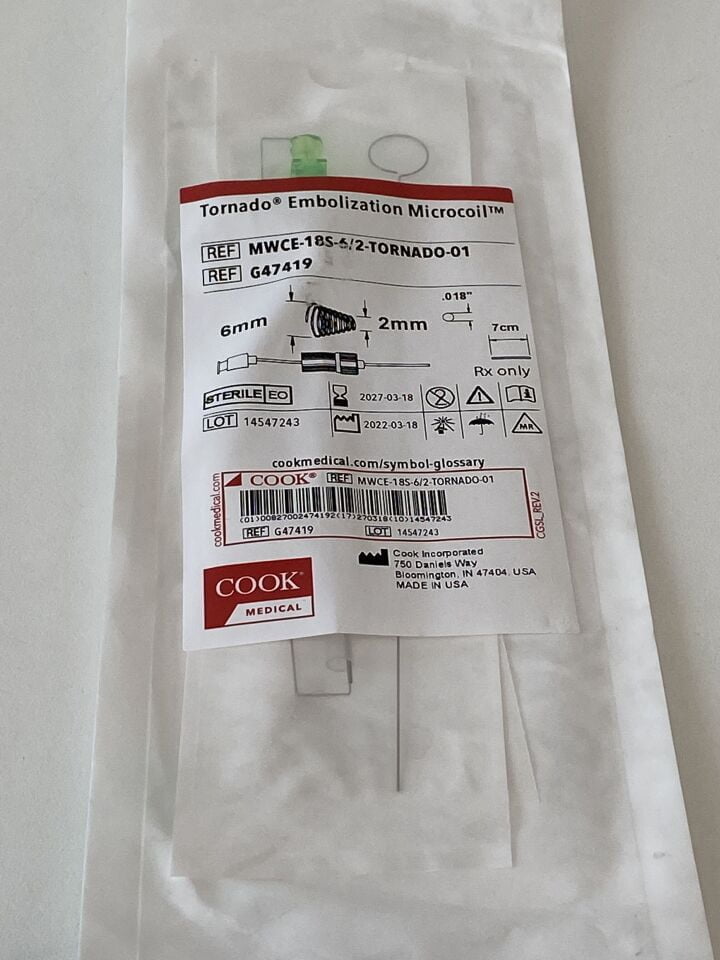 Tornado® Embolization Microcoil™
REF MWCE-18S-6/2-TORNADO-01
REF G47419
6mm 2mm .018" 7cm
Rx only
STERILE EO 2027-03-18
LOT 14547243 2022-03-18 MR
cookmedical.com/symbol-glossary
cookmedical.com
COOK® REF MWCE-18S-6/2-TORNADO-01
(01)00827002474192(17)270318(10)14547243
REF G47419 LOT 14547243
CGSL_REV.2
COOK®
MEDICAL
Cook Incorporated
750 Daniels Way
Bloomington, IN 47404, USA
MADE IN USA